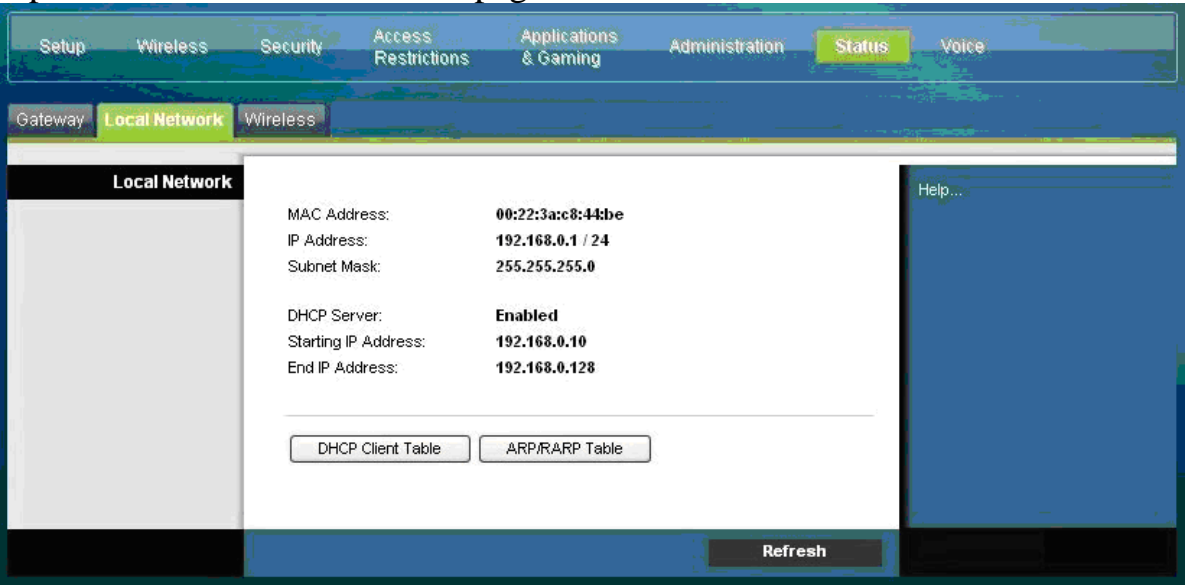 Setup Wireless Security Access Restrictions Applications & Gaming Administration Status Voice
Gateway Local Network Wireless
Local Network
Help...
MAC Address: 00:22:3a:c8:44:be
IP Address: 192.168.0.1 / 24
Subnet Mask: 255.255.255.0
DHCP Server: Enabled
Starting IP Address: 192.168.0.10
End IP Address: 192.168.0.128
DHCP Client Table ARP/RARP Table
Refresh